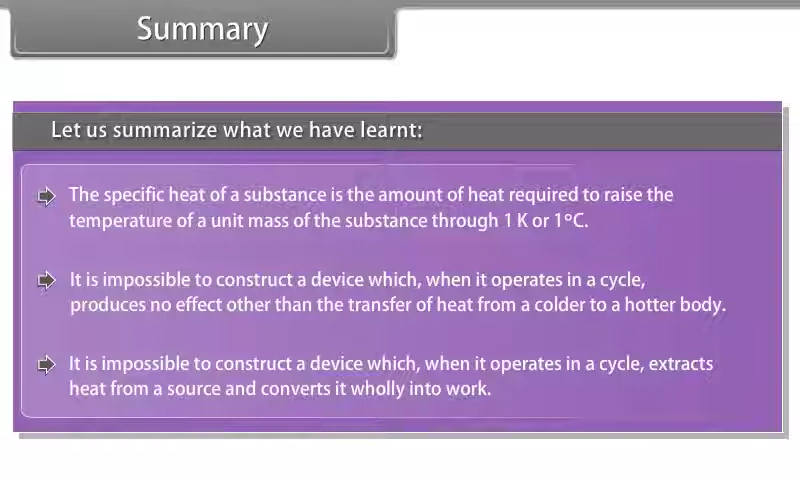 Summary
Let us summarize what we have learnt:
The specific heat of a substance is the amount of heat required to raise the
temperature of a unit mass of the substance through 1 K or 1ºC.
It is impossible to construct a device which, when it operates in a cycle,
produces no effect other than the transfer of heat from a colder to a hotter body.
It is impossible to construct a device which, when it operates in a cycle, extracts
heat from a source and converts it wholly into work.